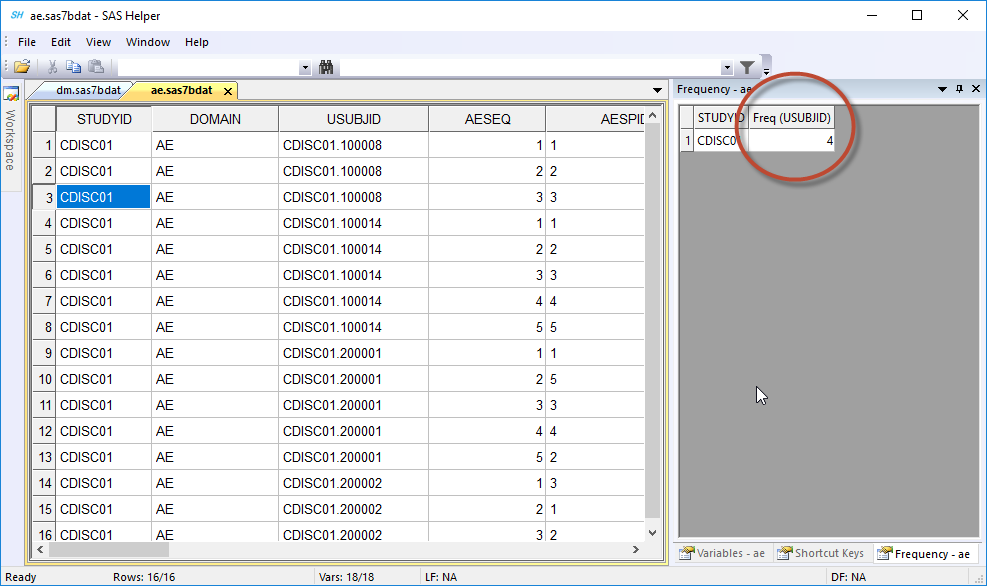 SH ae.sas7bdat - SAS Helper
File Edit View Window Help
dm.sas7bdat ae.sas7bdat
Frequency - ae
Workspace
STUDYID DOMAIN USUBJID AESEQ AESPID
STUDYID Freq (USUBJID)
1 CDISC01 4
1 CDISC01 AE CDISC01.100008 1 1
2 CDISC01 AE CDISC01.100008 2 2
3 CDISC01 AE CDISC01.100008 3 3
4 CDISC01 AE CDISC01.100014 1 1
5 CDISC01 AE CDISC01.100014 2 2
6 CDISC01 AE CDISC01.100014 3 3
7 CDISC01 AE CDISC01.100014 4 4
8 CDISC01 AE CDISC01.100014 5 5
9 CDISC01 AE CDISC01.200001 1 1
10 CDISC01 AE CDISC01.200001 2 5
11 CDISC01 AE CDISC01.200001 3 3
12 CDISC01 AE CDISC01.200001 4 4
13 CDISC01 AE CDISC01.200001 5 2
14 CDISC01 AE CDISC01.200002 1 3
15 CDISC01 AE CDISC01.200002 2 1
16 CDISC01 AE CDISC01.200002 3 2
Variables - ae Shortcut Keys Frequency - ae
Ready Rows: 16/16 Vars: 18/18 LF: NA DF: NA